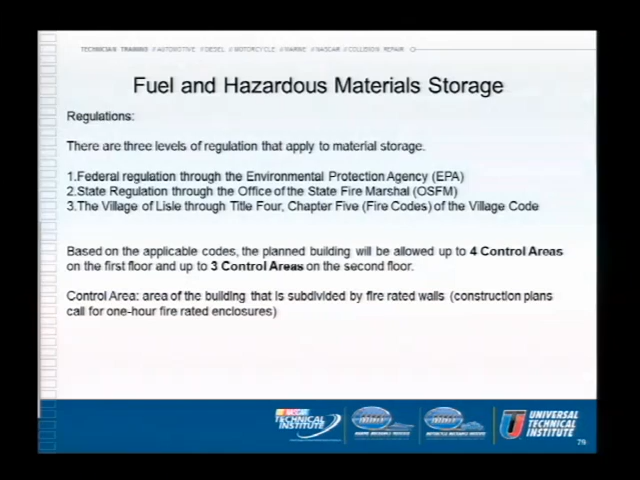 TECHNICIAN TRAINING // AUTOMOTIVE // DIESEL // MOTORCYCLE // MARINE // NASCAR // COLLISION REPAIR
Fuel and Hazardous Materials Storage
Regulations:
There are three levels of regulation that apply to material storage.
1.Federal regulation through the Environmental Protection Agency (EPA)
2.State Regulation through the Office of the State Fire Marshal (OSFM)
3.The Village of Lisle through Title Four, Chapter Five (Fire Codes) of the Village Code
Based on the applicable codes, the planned building will be allowed up to 4 Control Areas
on the first floor and up to 3 Control Areas on the second floor.
Control Area: area of the building that is subdivided by fire rated walls (construction plans
call for one-hour fire rated enclosures)
NASCAR
TECHNICAL
INSTITUTE
UNIVERSAL
TECHNICAL
INSTITUTE
79